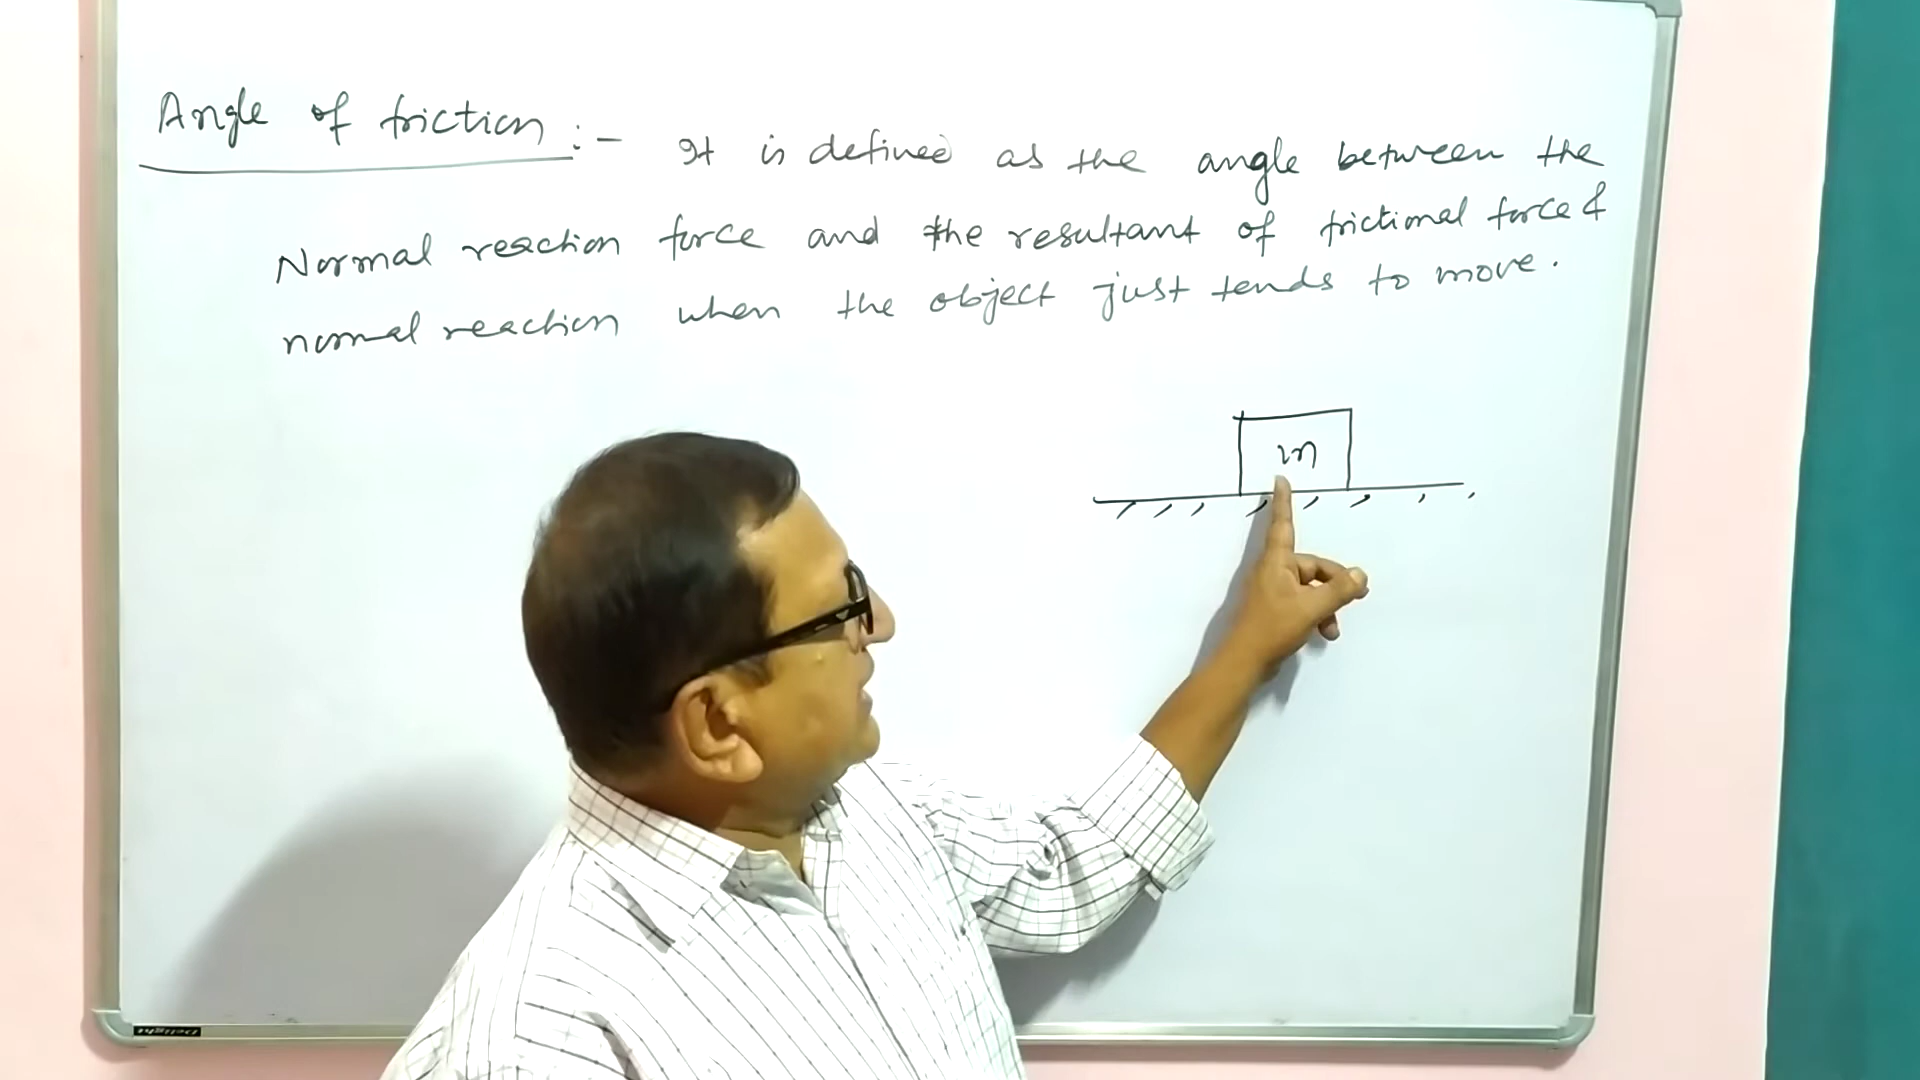 Angle of friction :- It is defined as the angle between the
Normal reaction force and the resultant of frictional force &
normal reaction when the object just tends to move.
m
Delight